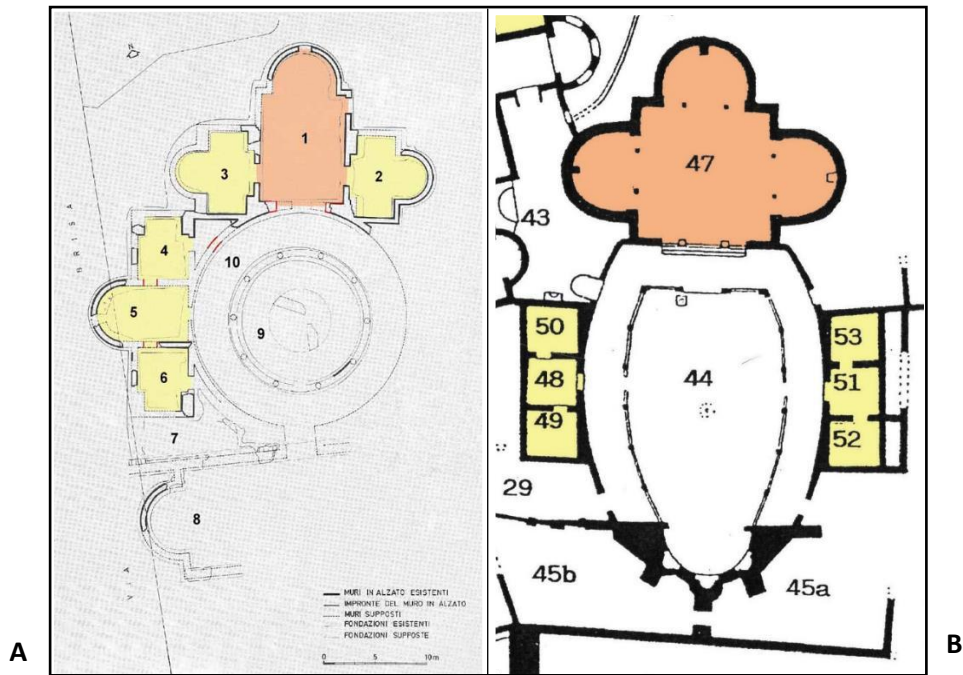 N
1
3
2
4
10
5
9
6
7
8
VIA
BRISA
MURI IN ALZATO ESISTENTI
IMPRONTE DEL MURO IN ALZATO
MURI SUPPOSTI
FONDAZIONI ESISTENTI
FONDAZIONI SUPPOSTE
0 5 10m
A
47
43
50
53
48
44
51
49
52
29
45b
45a
B